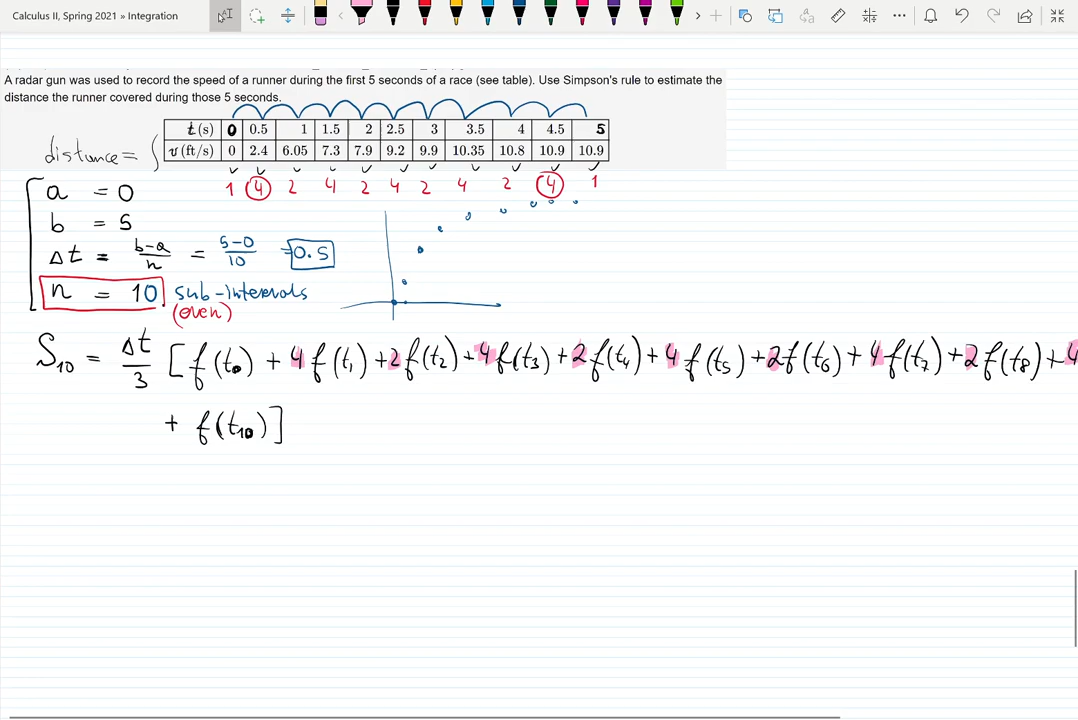 Calculus II, Spring 2021 » Integration
A radar gun was used to record the speed of a runner during the first 5 seconds of a race (see table). Use Simpson's rule to estimate the
distance the runner covered during those 5 seconds.
t(s) 0 0.5 1 1.5 2 2.5 3 3.5 4 4.5 5
distance = ∫ v(ft/s) 0 2.4 6.05 7.3 7.9 9.2 9.9 10.35 10.8 10.9 10.9
1 4 2 4 2 4 2 4 2 4 1
a = 0
b = 5
Δt = b-a/n = 5-0/10 = 0.5
n = 10 sub-intervals
(even)
S10 = Δt/3 [f(t0) + 4f(t1) + 2f(t2) + 4f(t3) + 2f(t4) + 4f(t5) + 2f(t6) + 4f(t7) + 2f(t8) + 4
+ f(t10)]